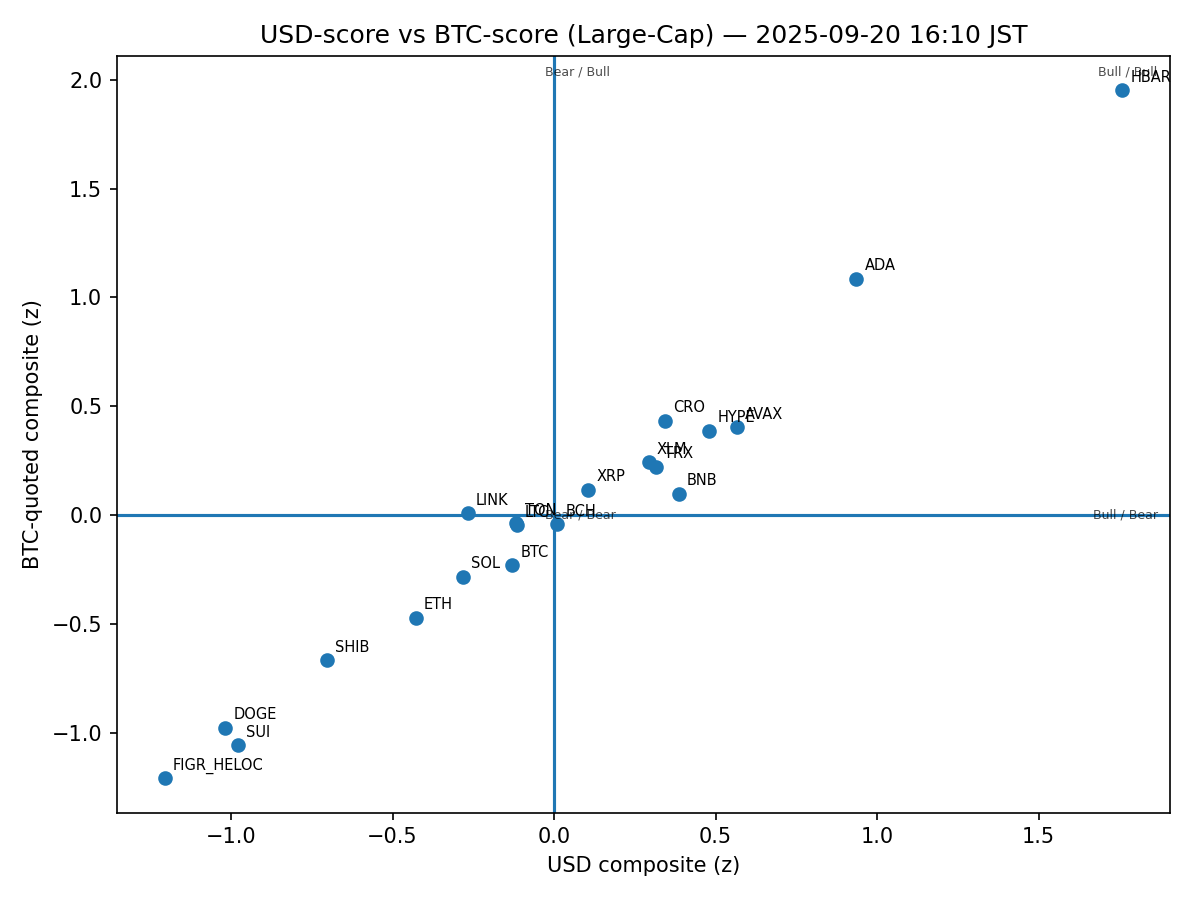 USD-score vs BTC-score (Large-Cap) — 2025-09-20 16:10 JST
Bear / Bull
Bull / Bull
HBAR
ADA
CRO
HYPE
AVAX
XLM
TRX
BNB
XRP
LINK
TON
LTC
BCH
Bear / Bear
Bull / Bear
BTC
SOL
ETH
SHIB
DOGE
SUI
FIGR_HELOC
2.0
1.5
1.0
0.5
0.0
−0.5
−1.0
BTC-quoted composite (z)
−1.0
−0.5
0.0
0.5
1.0
1.5
USD composite (z)